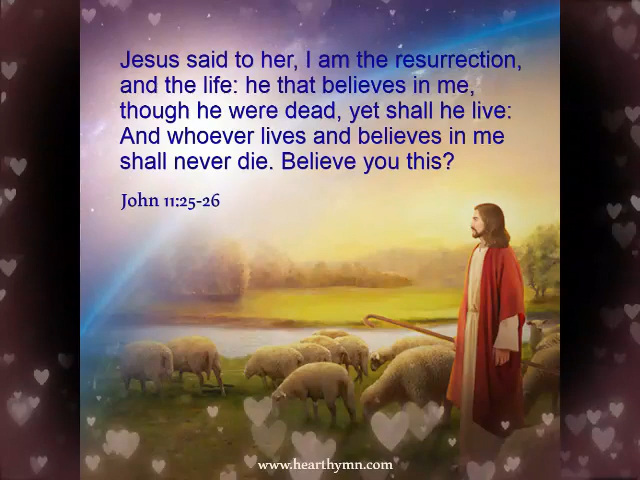 Jesus said to her, I am the resurrection,
and the life: he that believes in me,
though he were dead, yet shall he live:
And whoever lives and believes in me
shall never die. Believe you this?
John 11:25-26
www.hearthymn.com